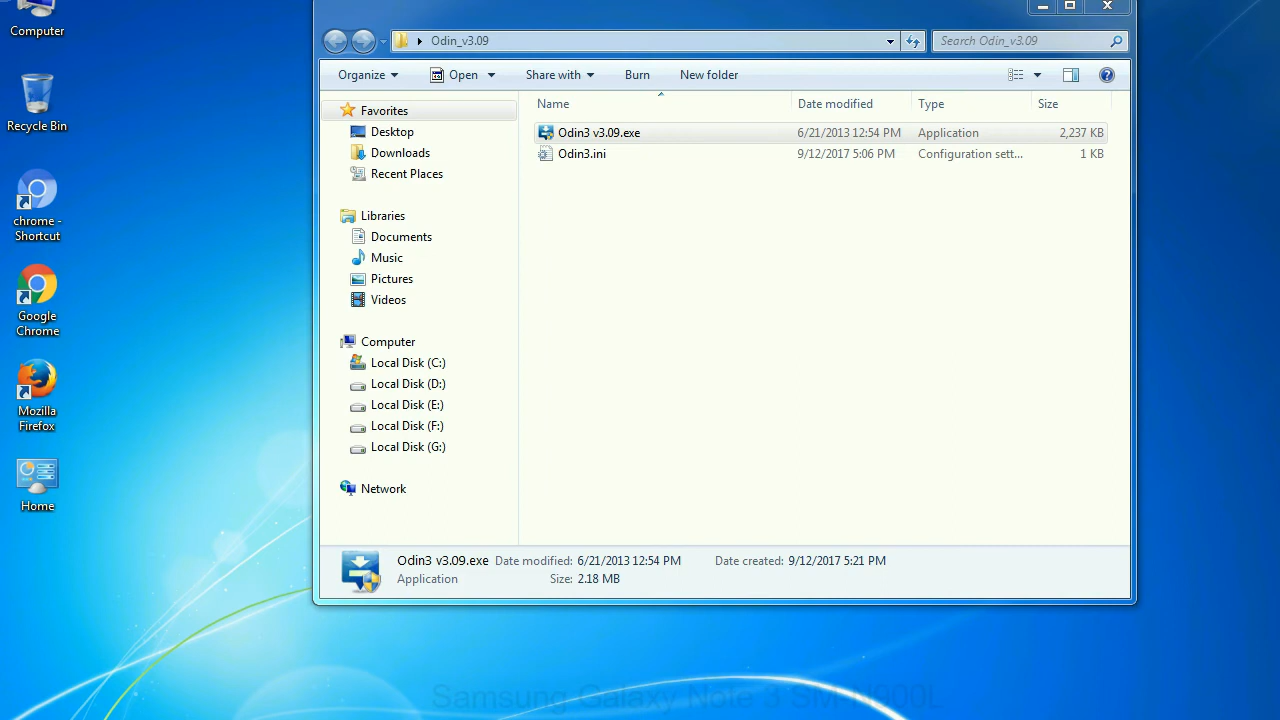 Computer
Recycle Bin
chrome -
Shortcut
Google
Chrome
Mozilla
Firefox
Home
Odin_v3.09
Search Odin_v3.09
Organize
Open
Share with
Burn
New folder
Favorites
Desktop
Downloads
Recent Places
Libraries
Documents
Music
Pictures
Videos
Computer
Local Disk (C:)
Local Disk (D:)
Local Disk (E:)
Local Disk (F:)
Local Disk (G:)
Network
Name Date modified Type Size
Odin3 v3.09.exe 6/21/2013 12:54 PM Application 2,237 KB
Odin3.ini 9/12/2017 5:06 PM Configuration sett... 1 KB
Odin3 v3.09.exe Date modified: 6/21/2013 12:54 PM Date created: 9/12/2017 5:21 PM
Application Size: 2.18 MB
Samsung Galaxy Note 3 SM-N900L